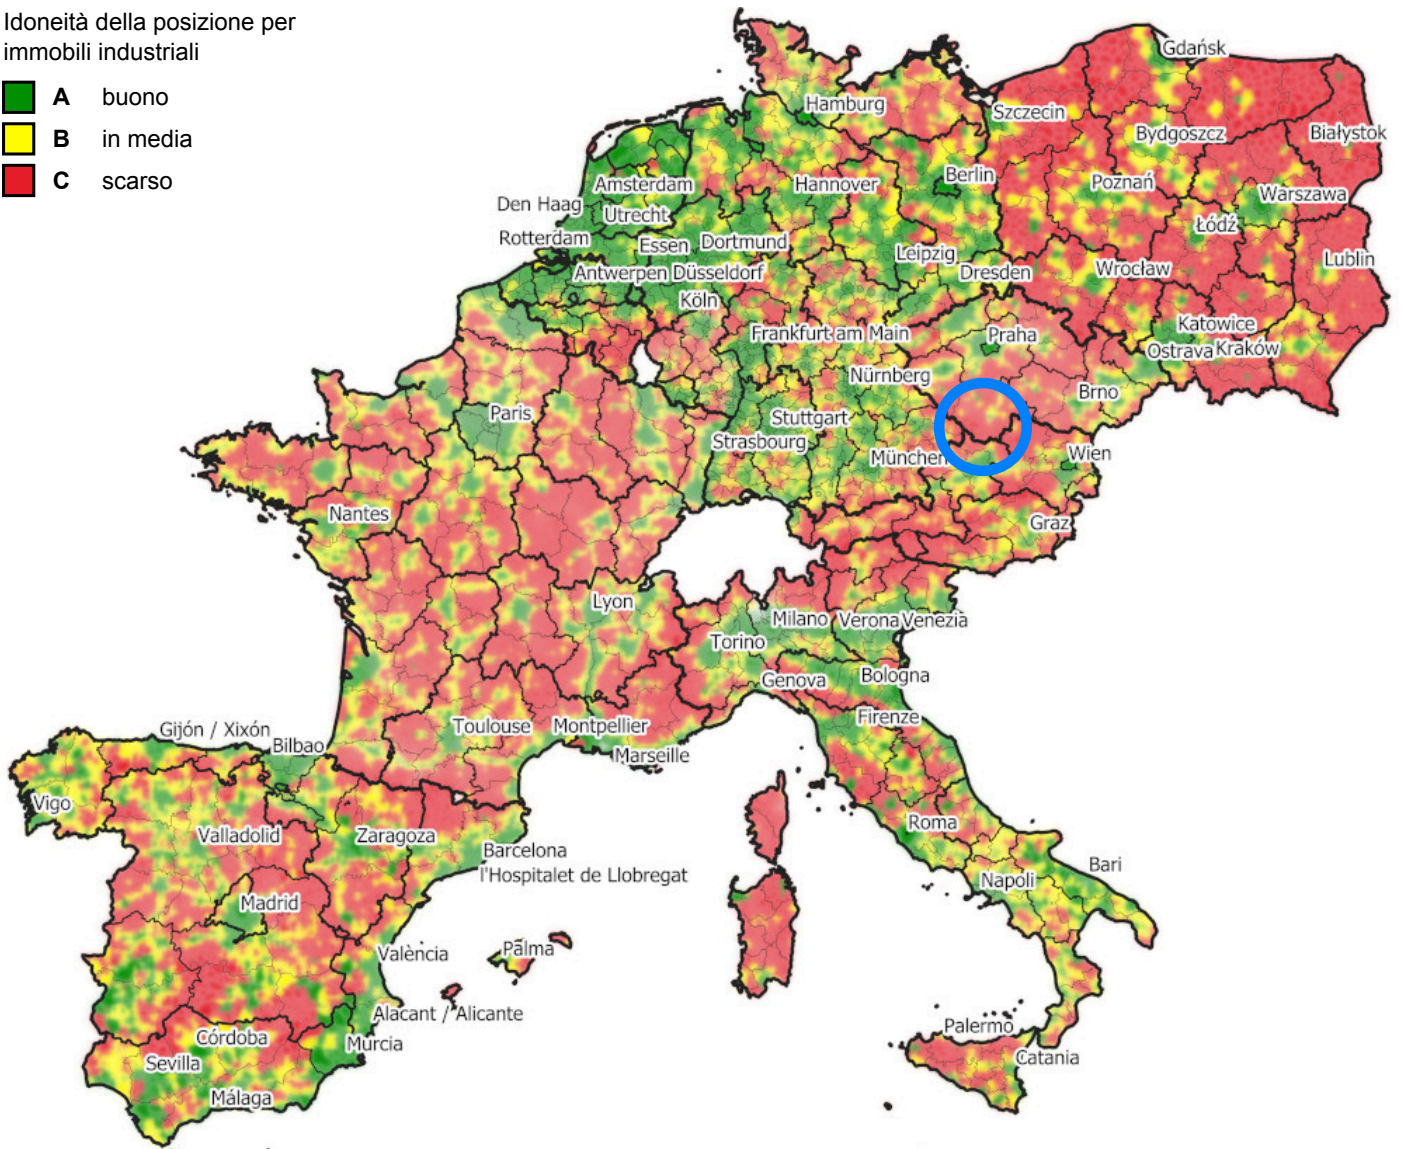 Idoneità della posizione per
immobili industriali
A buono
B in media
C scarso
Gdańsk
Hamburg
Szczecin
Bydgoszcz
Białystok
Amsterdam
Hannover
Berlin
Poznań
Warszawa
Den Haag
Utrecht
Łódź
Rotterdam
Essen
Dortmund
Leipzig
Lublin
Antwerpen
Düsseldorf
Dresden
Wrocław
Köln
Katowice
Frankfurt am Main
Praha
Ostrava
Kraków
Nürnberg
Brno
Paris
Stuttgart
Strasbourg
München
Wien
Nantes
Graz
Lyon
Milano
Verona
Venezia
Torino
Genova
Bologna
Firenze
Gijón / Xixón
Bilbao
Toulouse
Montpellier
Marseille
Vigo
Valladolid
Zaragoza
Roma
Barcelona
l'Hospitalet de Llobregat
Bari
Napoli
Madrid
València
Palma
Alacant / Alicante
Palermo
Córdoba
Murcia
Catania
Sevilla
Málaga